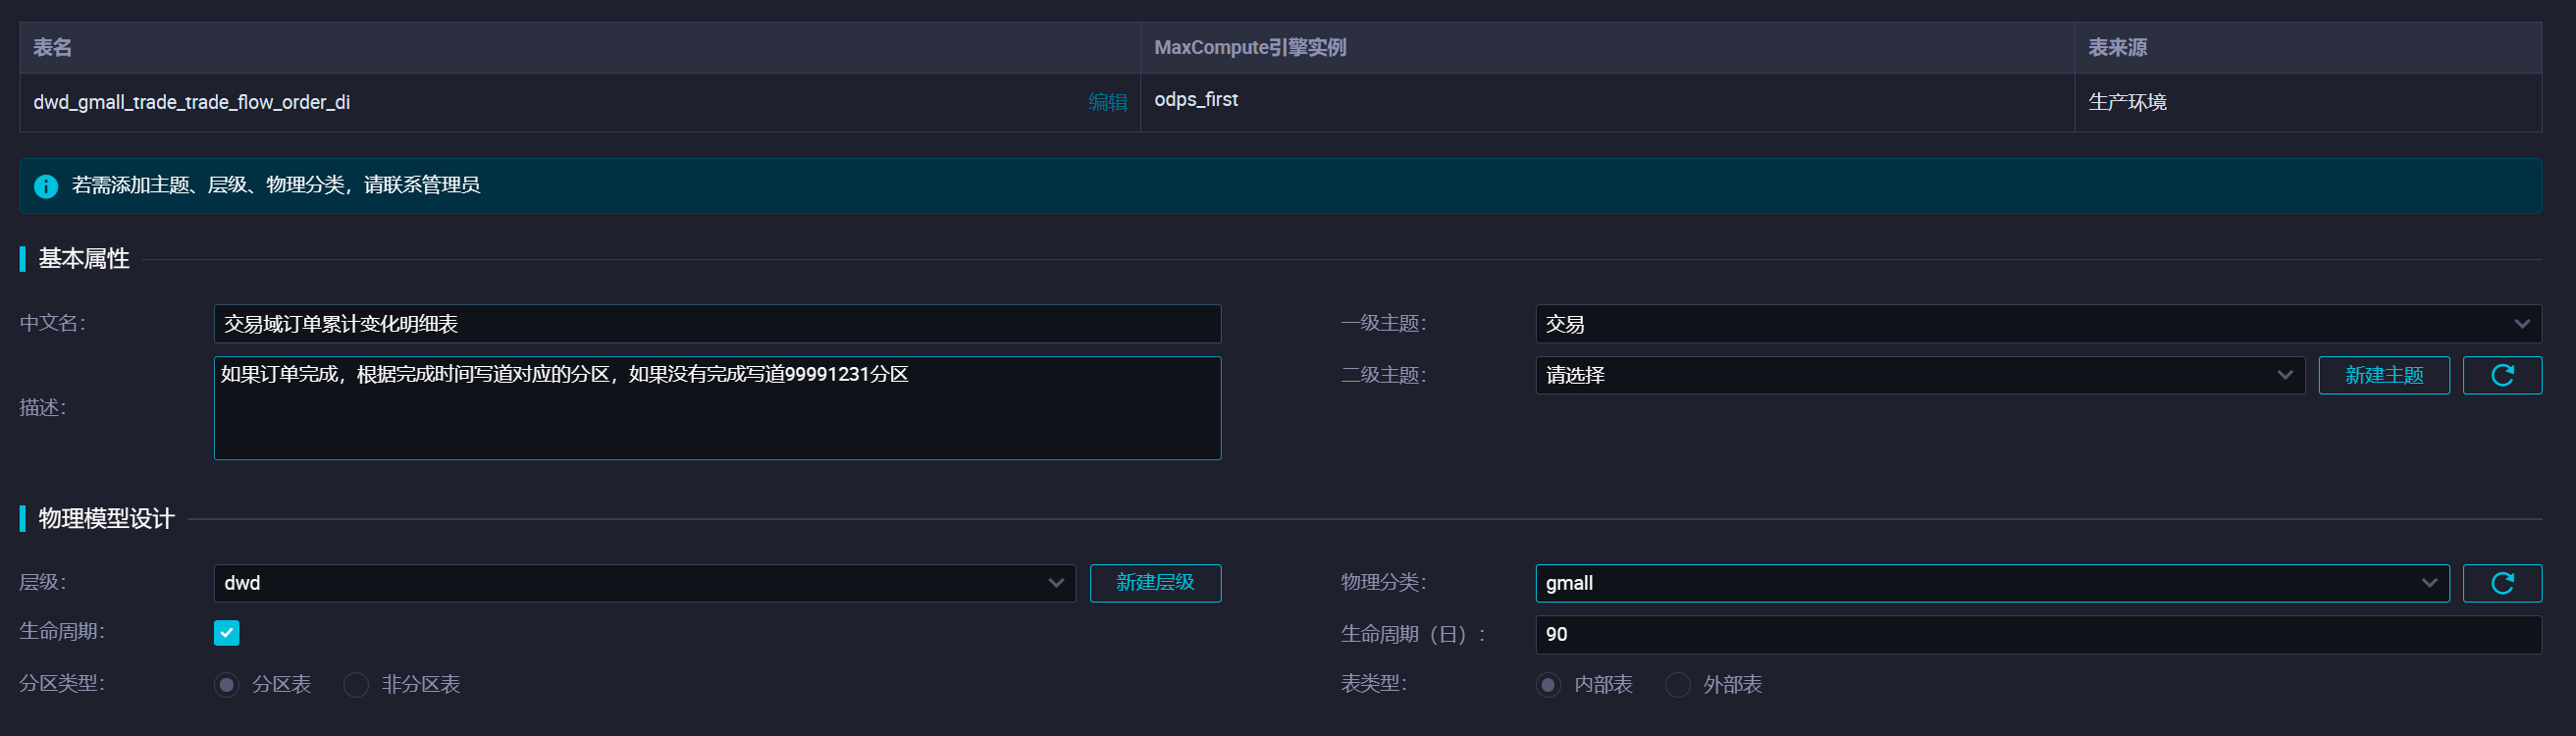 表名 MaxCompute引擎实例 表来源
dwd_gmall_trade_trade_flow_order_di 编辑 odps_first 生产环境
若需添加主题、层级、物理分类，请联系管理员
基本属性
中文名： 交易域订单累计变化明细表 一级主题： 交易
描述： 如果订单完成，根据完成时间写道对应的分区，如果没有完成写道99991231分区 二级主题： 请选择 新建主题
物理模型设计
层级： dwd 新建层级 物理分类： gmall
生命周期： 生命周期（日）： 90
分区类型： 分区表 非分区表 表类型： 内部表 外部表